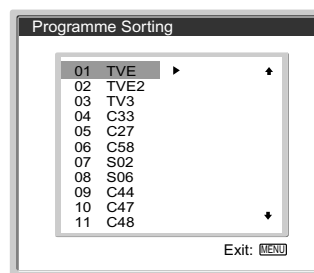 Programme Sorting
01 TVE
02 TVE2
03 TV3
04 C33
05 C27
06 C58
07 S02
08 S06
09 C44
10 C47
11 C48
Exit: MENU